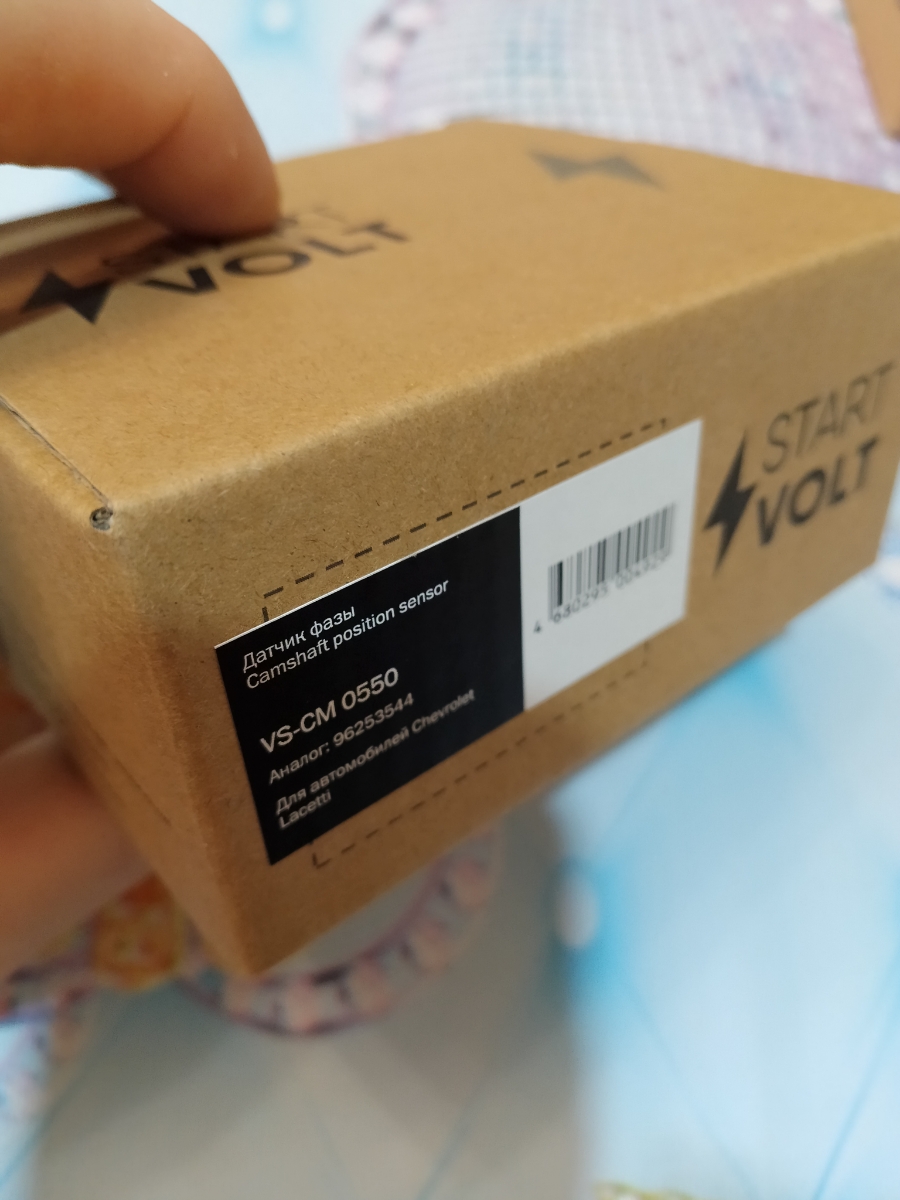 VOLT
START
VOLT
Датчик фазы
Camshaft position sensor
VS-CM 0550
Аналог: 96253544
Для автомобилей Chevrolet
Lacetti